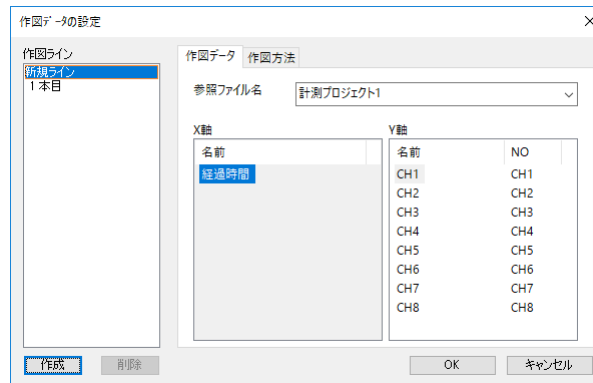 作図データの設定
作図ライン
新規ライン
1本目
作図データ 作図方法
参照ファイル名 計測プロジェクト1
X軸 Y軸
名前
経過時間
名前 NO
CH1 CH1
CH2 CH2
CH3 CH3
CH4 CH4
CH5 CH5
CH6 CH6
CH7 CH7
CH8 CH8
作成 削除 OK キャンセル